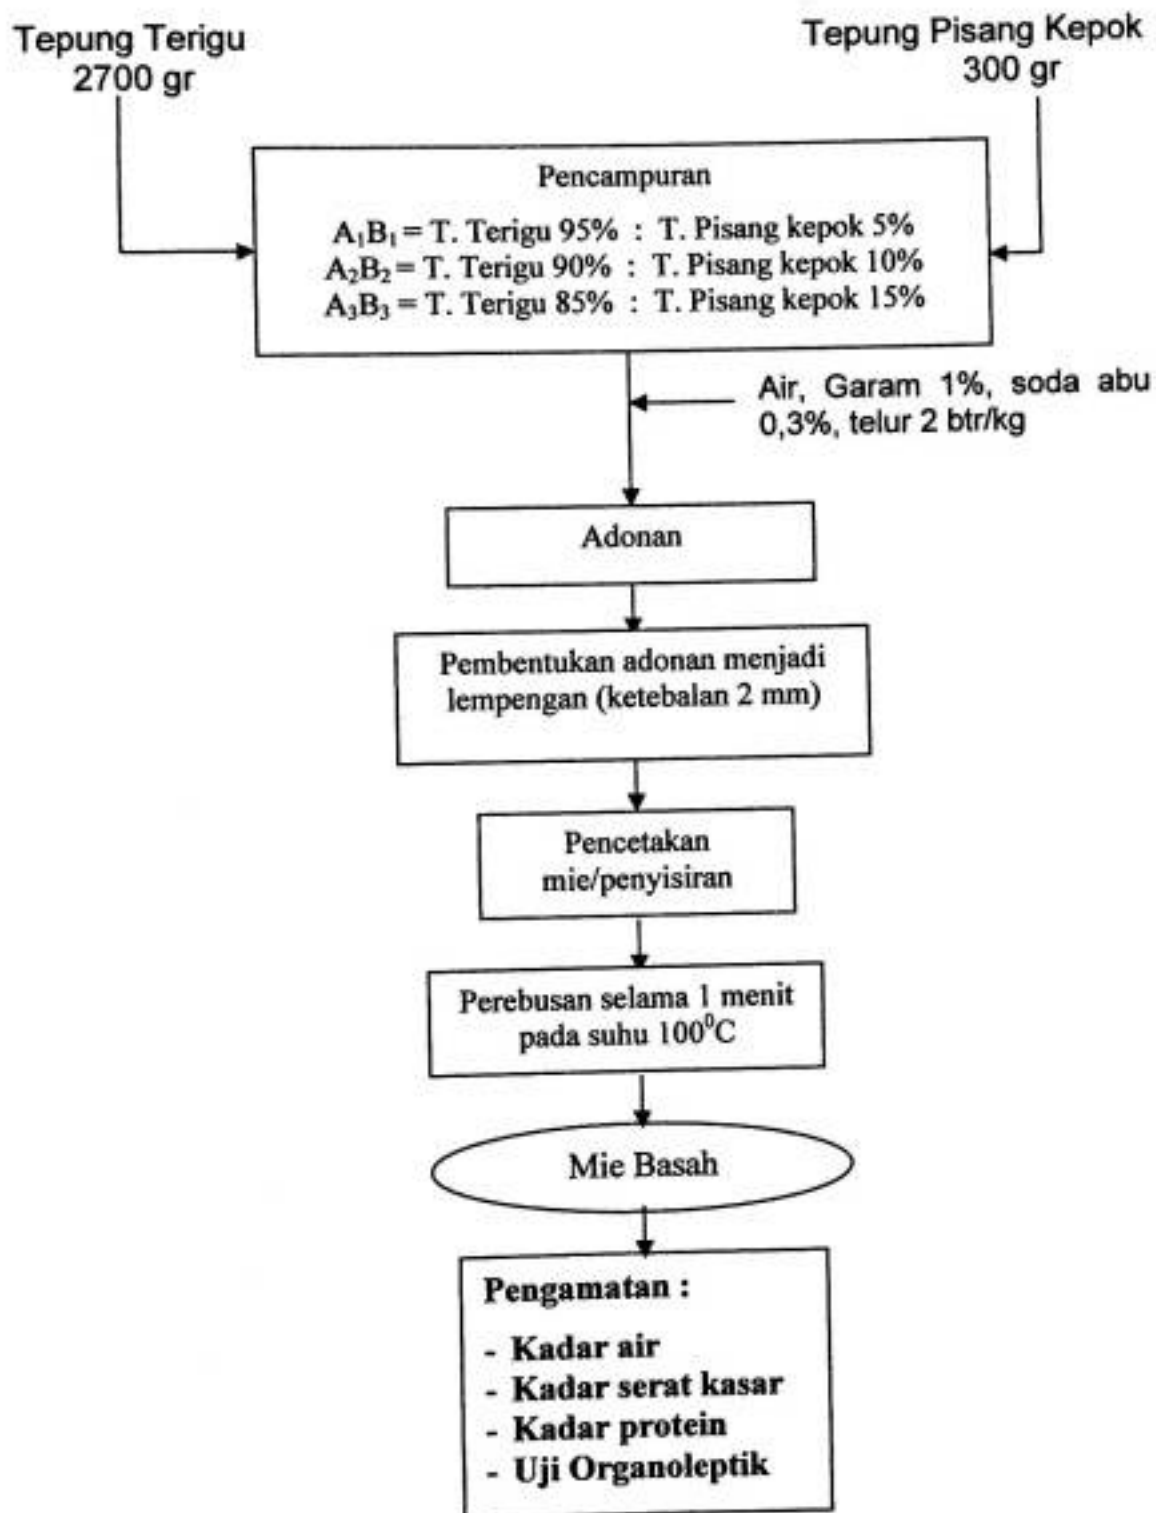 Tepung Terigu
2700 gr
Tepung Pisang Kepok
300 gr
Pencampuran
A₁B₁ = T. Terigu 95% : T. Pisang kepok 5%
A₂B₂ = T. Terigu 90% : T. Pisang kepok 10%
A₃B₃ = T. Terigu 85% : T. Pisang kepok 15%
Air, Garam 1%, soda abu
0,3%, telur 2 btr/kg
Adonan
Pembentukan adonan menjadi
lempengan (ketebalan 2 mm)
Pencetakan
mie/penyisiran
Perebusan selama 1 menit
pada suhu 100⁰C
Mie Basah
Pengamatan :
- Kadar air
- Kadar serat kasar
- Kadar protein
- Uji Organoleptik